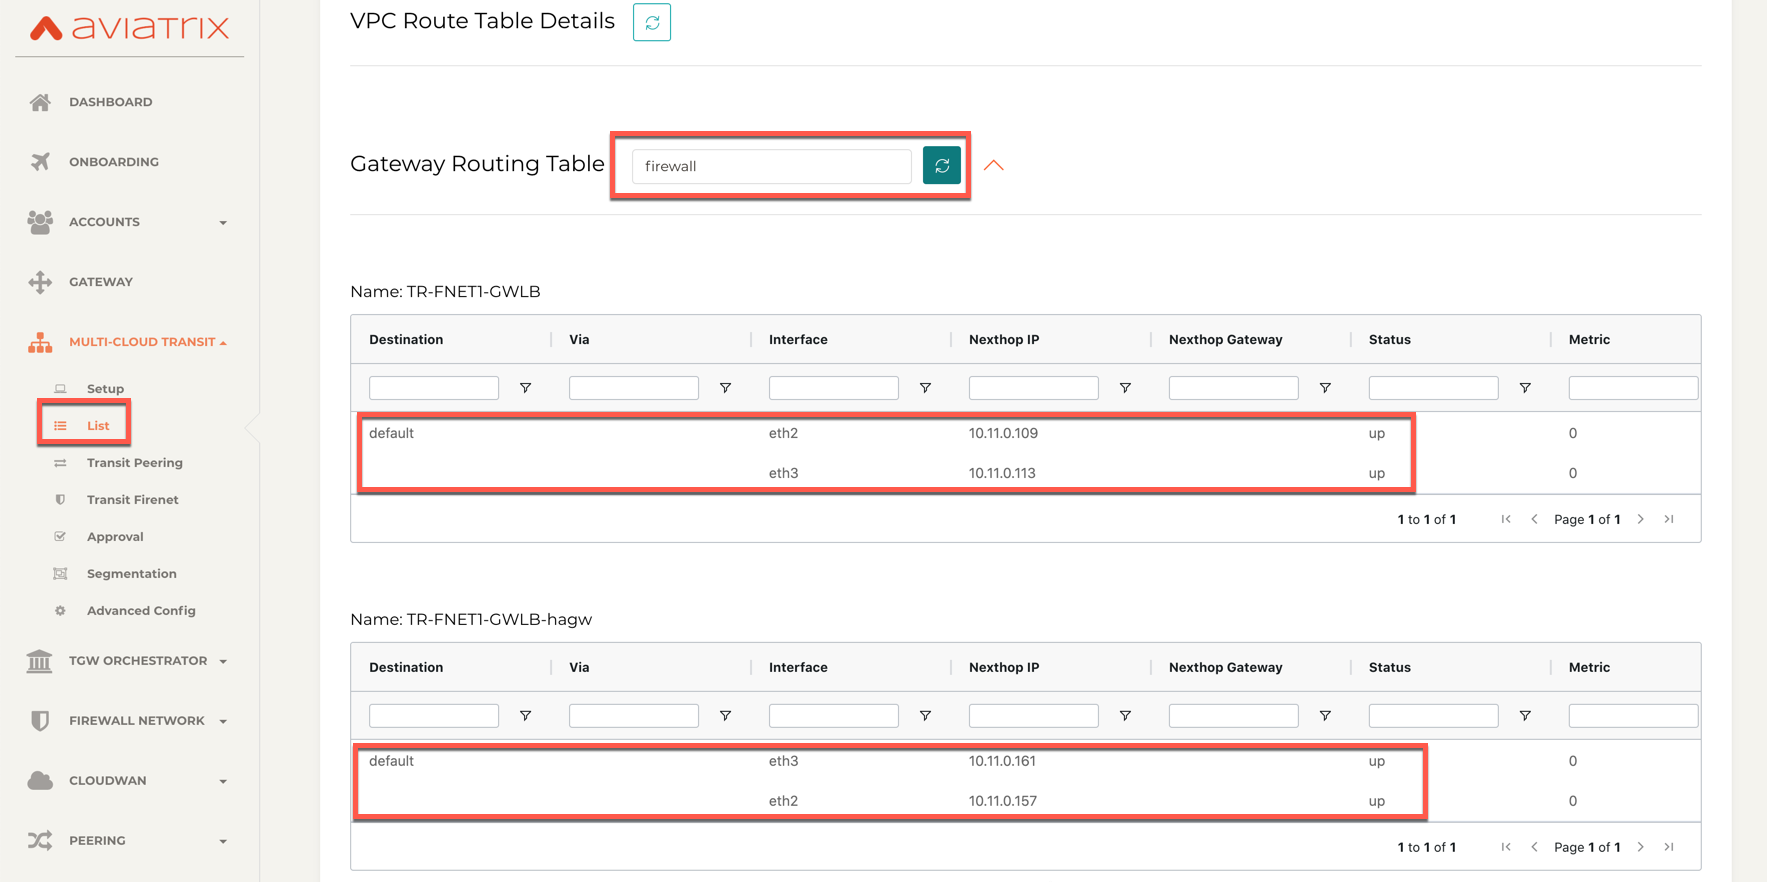 aviatrix
DASHBOARD
ONBOARDING
ACCOUNTS
GATEWAY
MULTI-CLOUD TRANSIT
Setup
List
Transit Peering
Transit Firenet
Approval
Segmentation
Advanced Config
TGW ORCHESTRATOR
FIREWALL NETWORK
CLOUDWAN
PEERING
VPC Route Table Details
Gateway Routing Table firewall
Name: TR-FNET1-GWLB
Destination Via Interface Nexthop IP Nexthop Gateway Status Metric
default eth2 10.11.0.109 up 0
eth3 10.11.0.113 up 0
1 to 1 of 1 Page 1 of 1
Name: TR-FNET1-GWLB-hagw
Destination Via Interface Nexthop IP Nexthop Gateway Status Metric
default eth3 10.11.0.161 up 0
eth2 10.11.0.157 up 0
1 to 1 of 1 Page 1 of 1